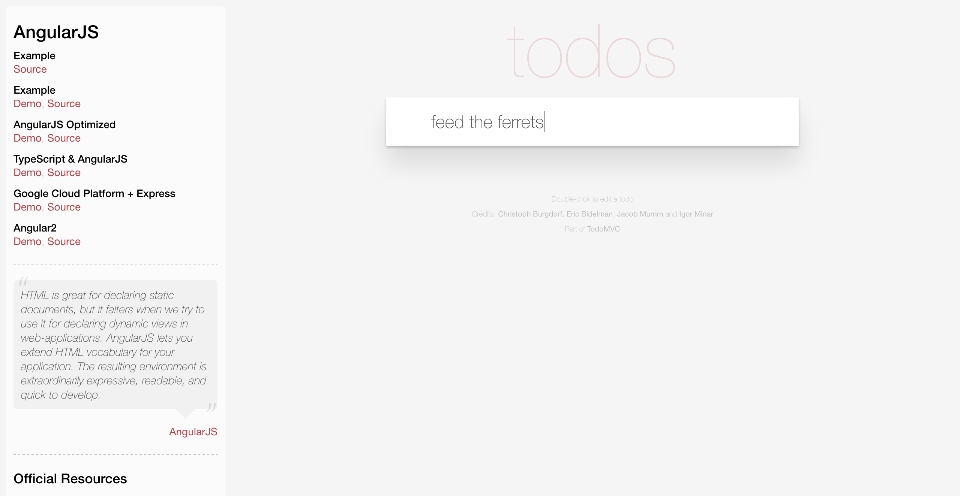 AngularJS
Example
Source
Example
Demo, Source
AngularJS Optimized
Demo, Source
TypeScript & AngularJS
Demo, Source
Google Cloud Platform + Express
Demo, Source
Angular2
Demo, Source
“
HTML is great for declaring static
documents, but it falters when we try to
use it for declaring dynamic views in
web-applications. AngularJS lets you
extend HTML vocabulary for your
application. The resulting environment is
extraordinarily expressive, readable, and
quick to develop.
”
AngularJS
Official Resources
todos
feed the ferrets
Double-click to edit a todo
Credits: Christoph Burgdorf, Eric Bidelman, Jacob Mumm and Igor Minar
Part of TodoMVC